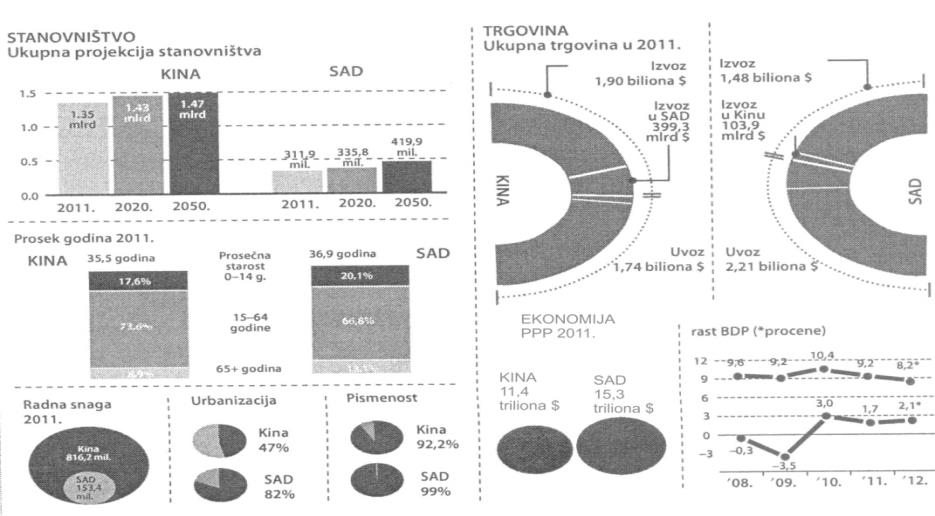 STANOVNIŠTVO
Ukupna projekcija stanovništva
KINA
SAD
1.5
1.0
0.5
0.0
1.35
mlrd
1.43
mlrd
1.47
mlrd
311,9
mil.
335,8
mil.
419,9
mil.
2011. 2020. 2050.
2011. 2020. 2050.
Prosek godina 2011.
KINA
35,5 godina
Prosečna
starost
0–14 g.
36,9 godina
SAD
17,6%
20,1%
73,6%
15–64
godine
66,8%
8,9%
65+ godina
13,1%
Radna snaga
2011.
Kina
816,2 mil.
SAD
153,4
mil.
Urbanizacija
Kina
47%
SAD
82%
Pismenost
Kina
92,2%
SAD
99%
TRGOVINA
Ukupna trgovina u 2011.
Izvoz
1,90 biliona $
Izvoz
u SAD
399,3
mlrd $
KINA
Uvoz
1,74 biliona $
Izvoz
1,48 biliona $
Izvoz
u Kinu
103,9
mlrd $
SAD
Uvoz
2,21 biliona $
EKONOMIJA
PPP 2011.
KINA
11,4
triliona $
SAD
15,3
triliona $
rast BDP (*procene)
12
9
6
3
0
–3
9,6
9,2
10,4
9,2
8,2*
–0,3
–3,5
3,0
1,7
2,1*
'08. '09. '10. '11. '12.